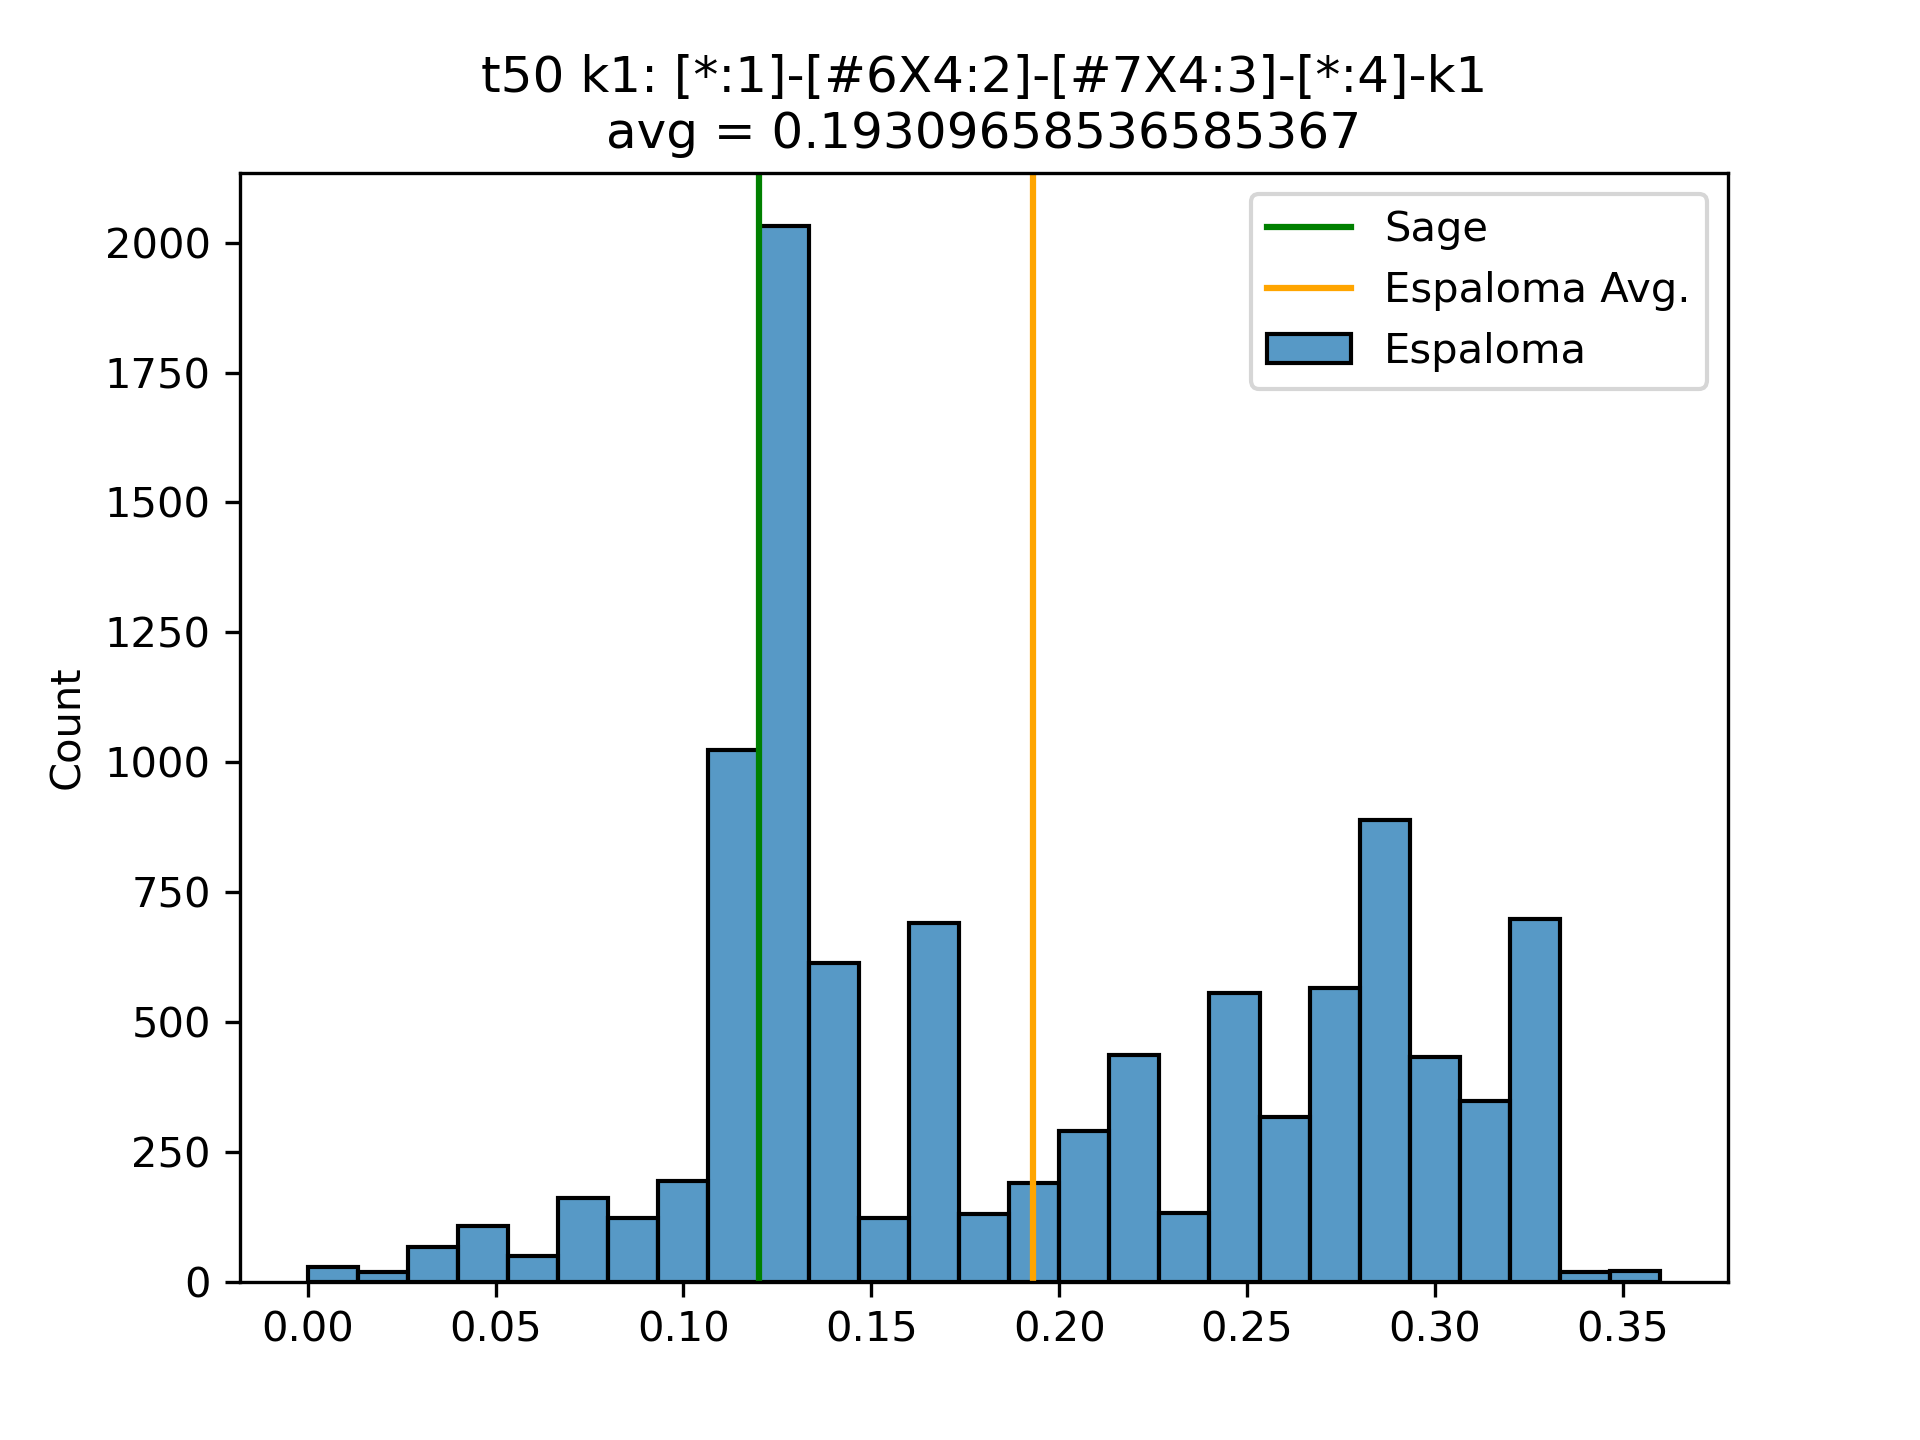 t50 k1: [*:1]-[#6X4:2]-[#7X4:3]-[*:4]-k1
avg = 0.19309658536585367
Sage
Espaloma Avg.
Espaloma
Count
2000
1750
1500
1250
1000
750
500
250
0
0.00 0.05 0.10 0.15 0.20 0.25 0.30 0.35